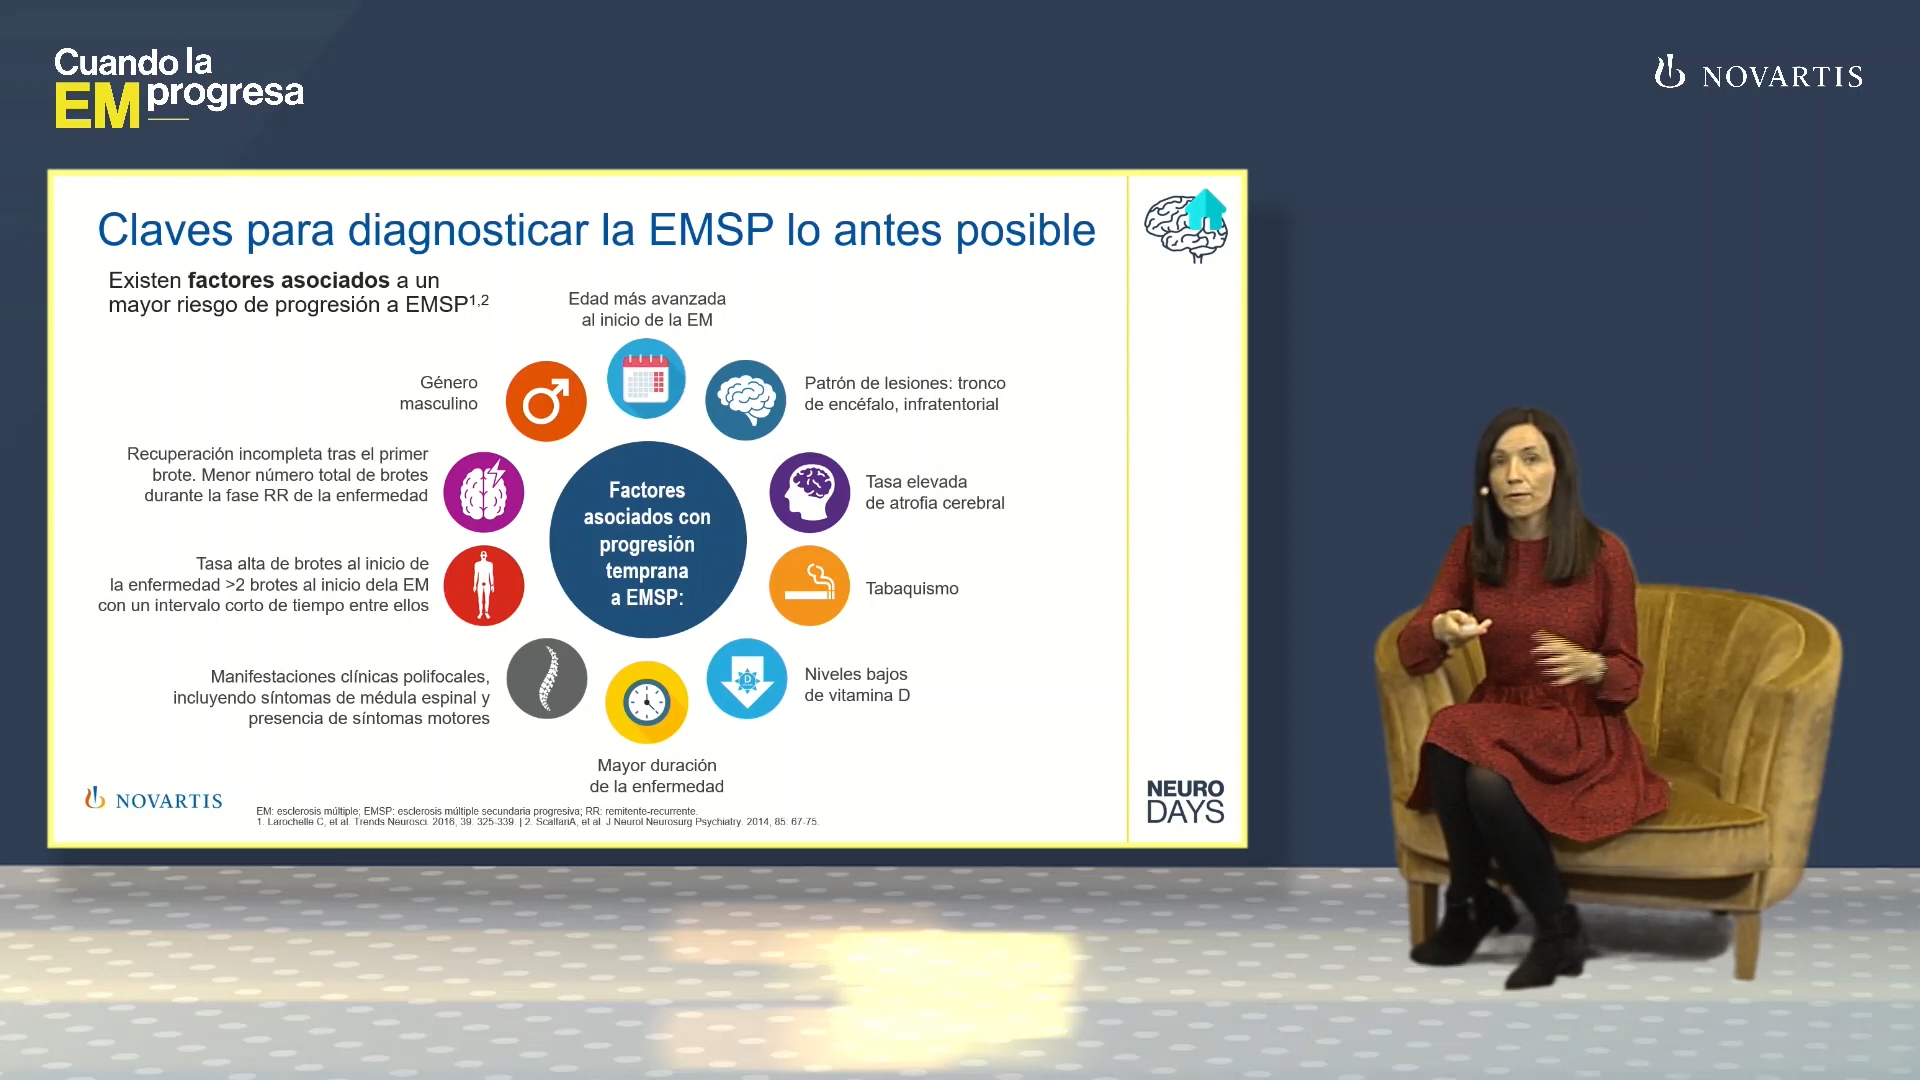 Cuando la
EM progresa
NOVARTIS
Claves para diagnosticar la EMSP lo antes posible
Existen factores asociados a un
mayor riesgo de progresión a EMSP1,2
Edad más avanzada
al inicio de la EM
Género
masculino
Patrón de lesiones: tronco
de encéfalo, infratentorial
Recuperación incompleta tras el primer
brote. Menor número total de brotes
durante la fase RR de la enfermedad
Tasa elevada
de atrofia cerebral
Factores
asociados con
progresión
temprana
a EMSP:
Tasa alta de brotes al inicio de
la enfermedad >2 brotes al inicio dela EM
con un intervalo corto de tiempo entre ellos
Tabaquismo
Manifestaciones clínicas polifocales,
incluyendo síntomas de médula espinal y
presencia de síntomas motores
D
Niveles bajos
de vitamina D
Mayor duración
de la enfermedad
NOVARTIS
EM: esclerosis múltiple; EMSP: esclerosis múltiple secundaria progresiva; RR: remitente-recurrente.
1. Larochelle C, et al. Trends Neurosci. 2016; 39: 325-339. | 2. ScalfariA, et al. J Neurol Neurosurg Psychiatry. 2014; 85: 67-75.
NEURO
DAYS